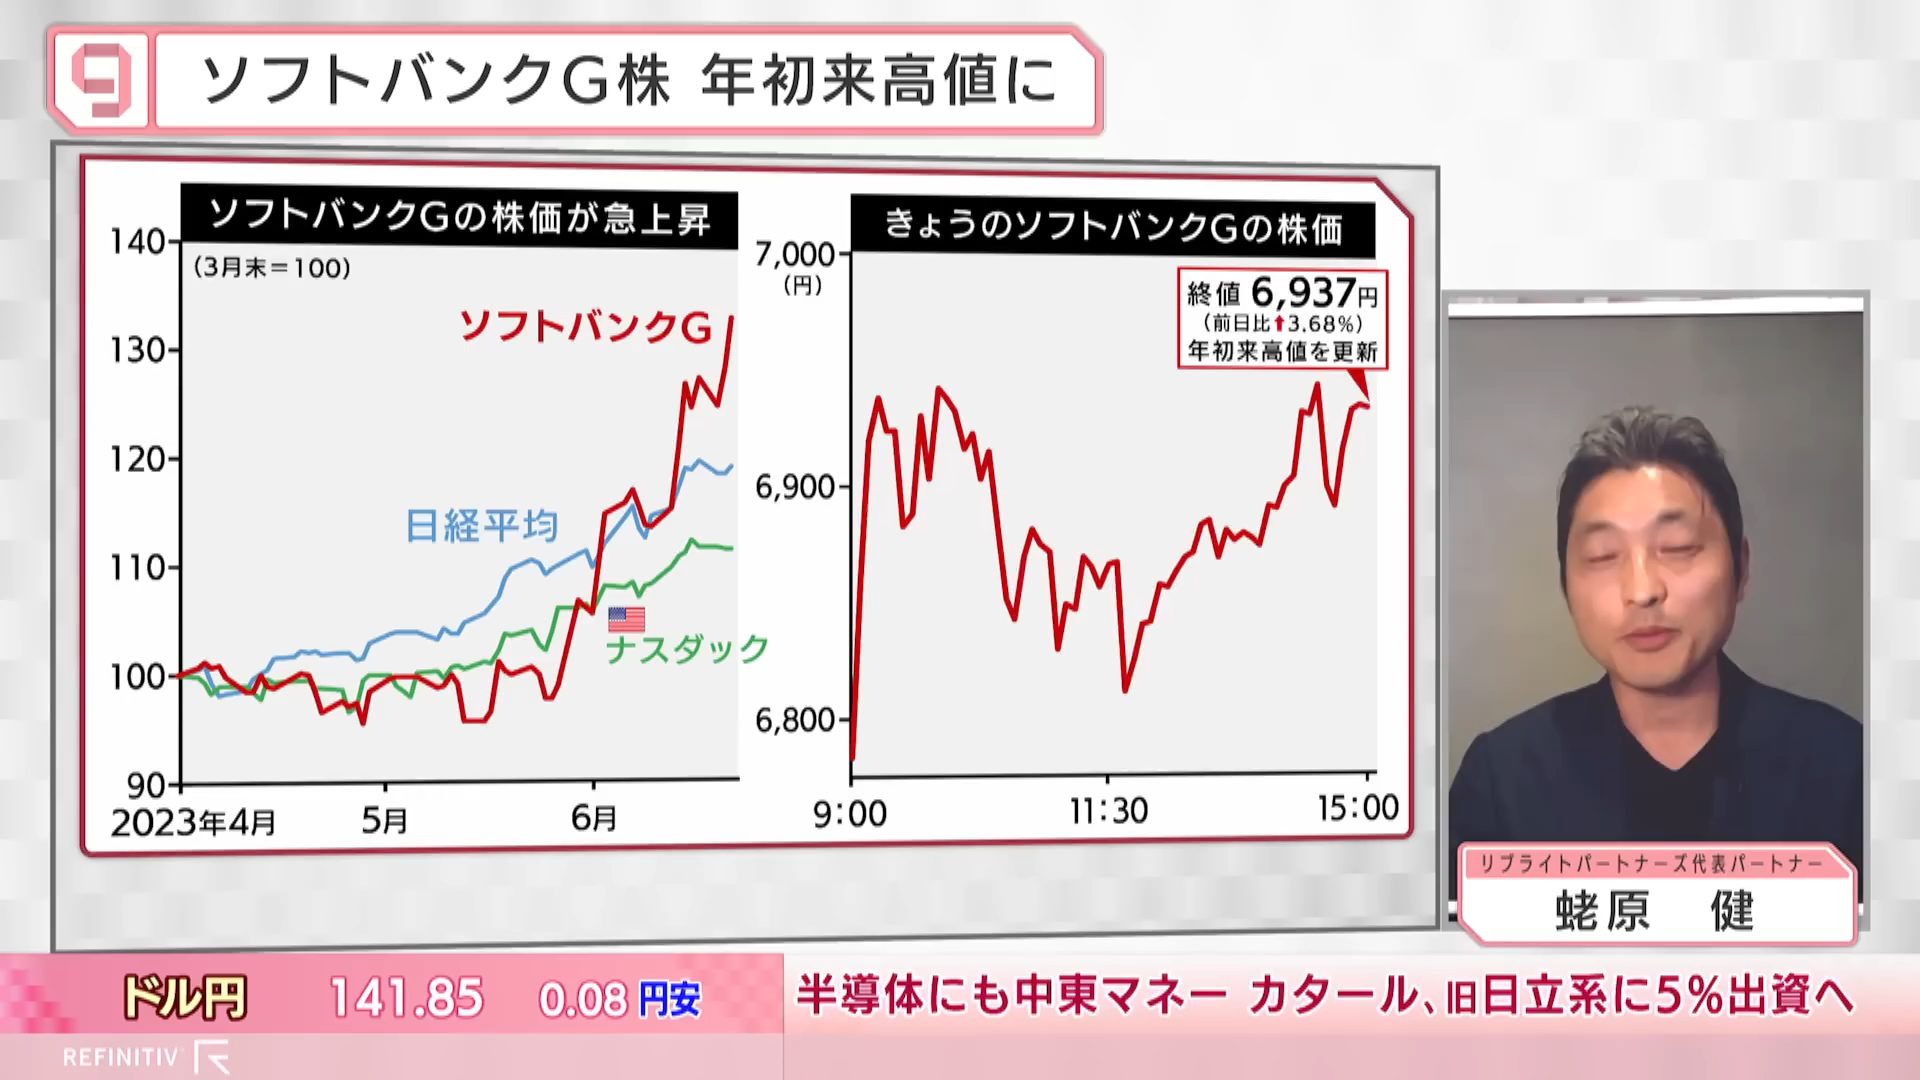 9
ソフトバンクG株 年初来高値に
ソフトバンクGの株価が急上昇
(3月末=100)
140
130
120
110
100
90
ソフトバンクG
日経平均
ナスダック
2023年4月
5月
6月
きょうのソフトバンクGの株価
7,000
(円)
6,900
6,800
終値 6,937円
(前日比↑3.68%)
年初来高値を更新
9:00
11:30
15:00
リブライトパートナーズ代表パートナー
蛯原 健
ドル円 141.85 0.08 円安
半導体にも中東マネー カタール、旧日立系に5%出資へ
REFINITIV